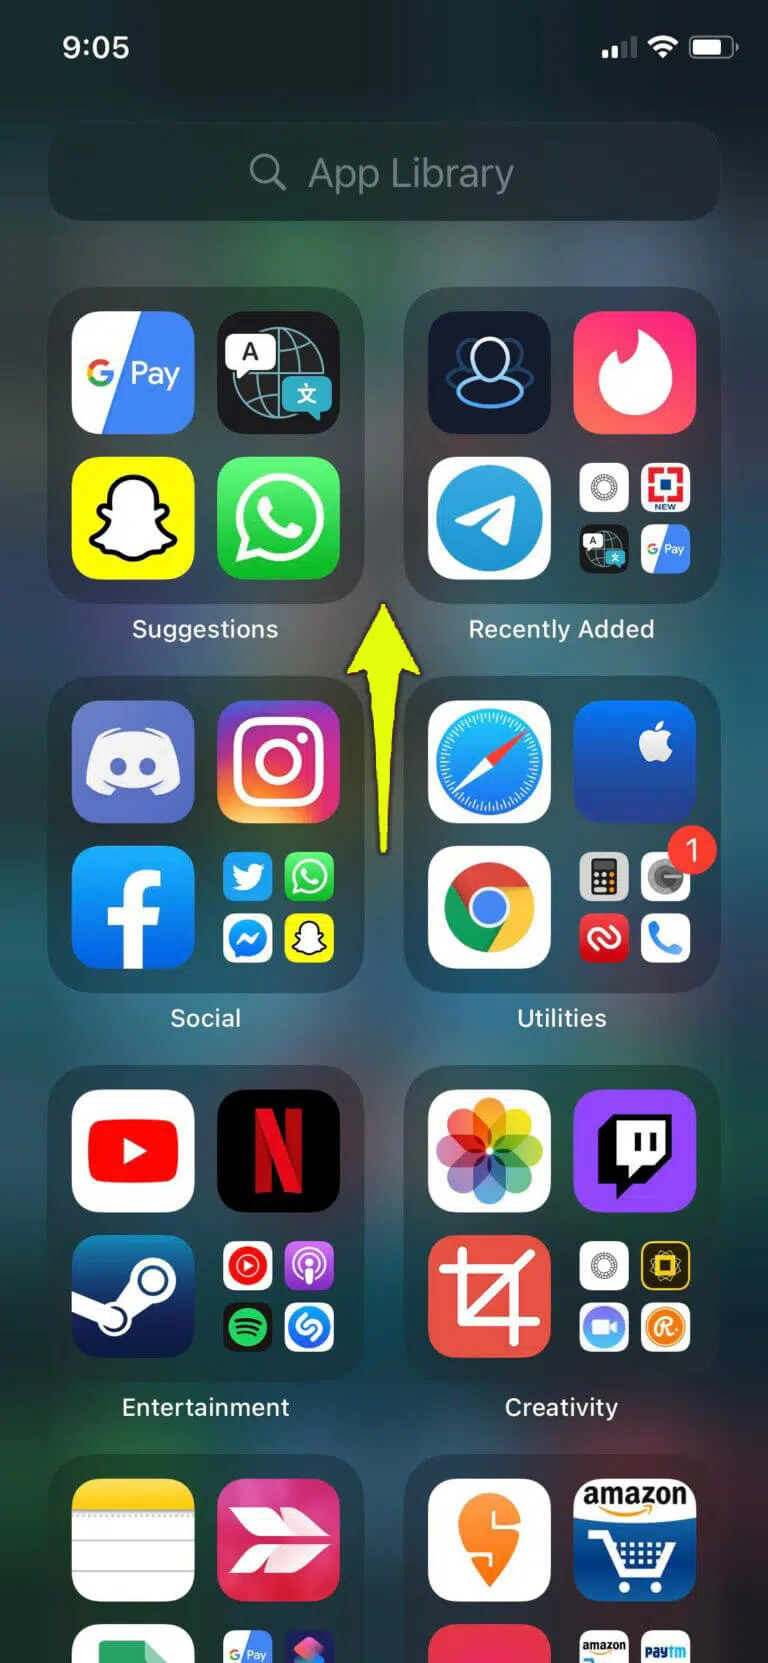 9:05
App Library
G Pay
A
文
NEW
A
文
G Pay
Suggestions
Recently Added
1
Social
Utilities
Entertainment
Creativity
amazon
G Pay
amazon
paytm